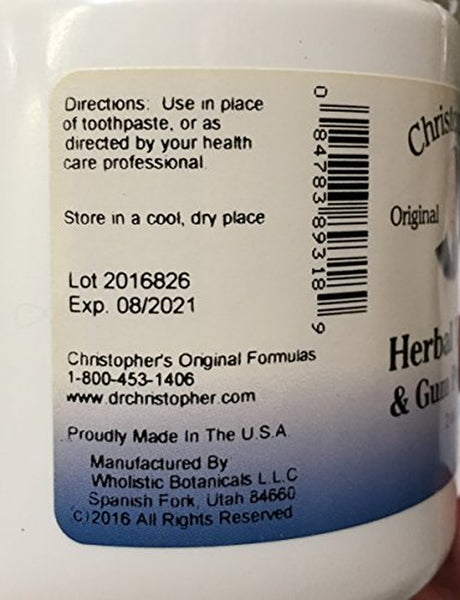 Directions: Use in place
of toothpaste, or as
directed by your health
care professional.
Store in a cool, dry place
Lot 2016826
Exp. 08/2021
Christopher's Original Formulas
1-800-453-1406
www.drchristopher.com
Proudly Made In The U.S.A.
Manufactured By
Wholistic Botanicals L.L.C
Spanish Fork, Utah 84660
(C)2016 All Rights Reserved
0 84783 89318 9
Original
Herbal
& Gum